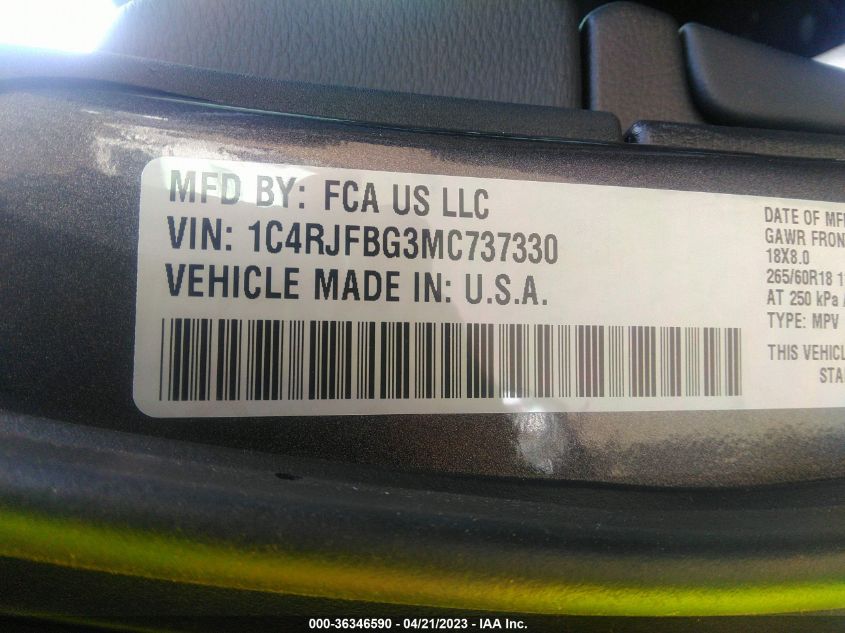 MFD BY: FCA US LLC
VIN: 1C4RJFBG3MC737330
VEHICLE MADE IN: U.S.A.
DATE OF MF
GAWR FRON
18X8.0
265/60R18 1
AT 250 kPa
TYPE: MPV
THIS VEHICL
STA
000-36346590 - 04/21/2023 - IAA Inc.